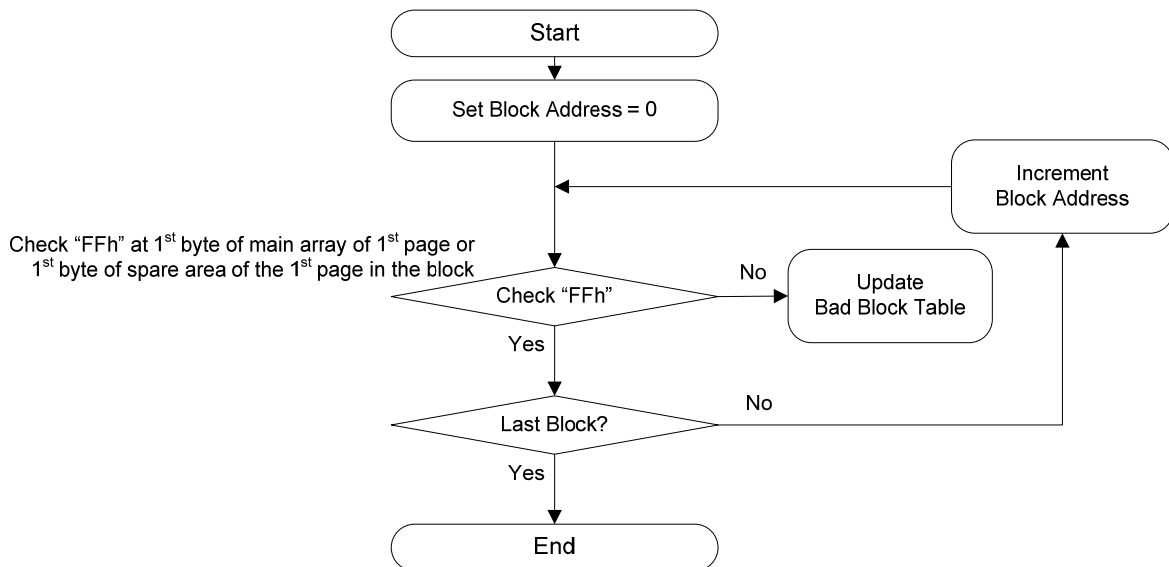 Start
Set Block Address = 0
Increment
Block Address
Check “FFh” at 1st byte of main array of 1st page or
1st byte of spare area of the 1st page in the block
Check “FFh”
No
Update
Bad Block Table
Yes
Last Block?
No
Yes
End